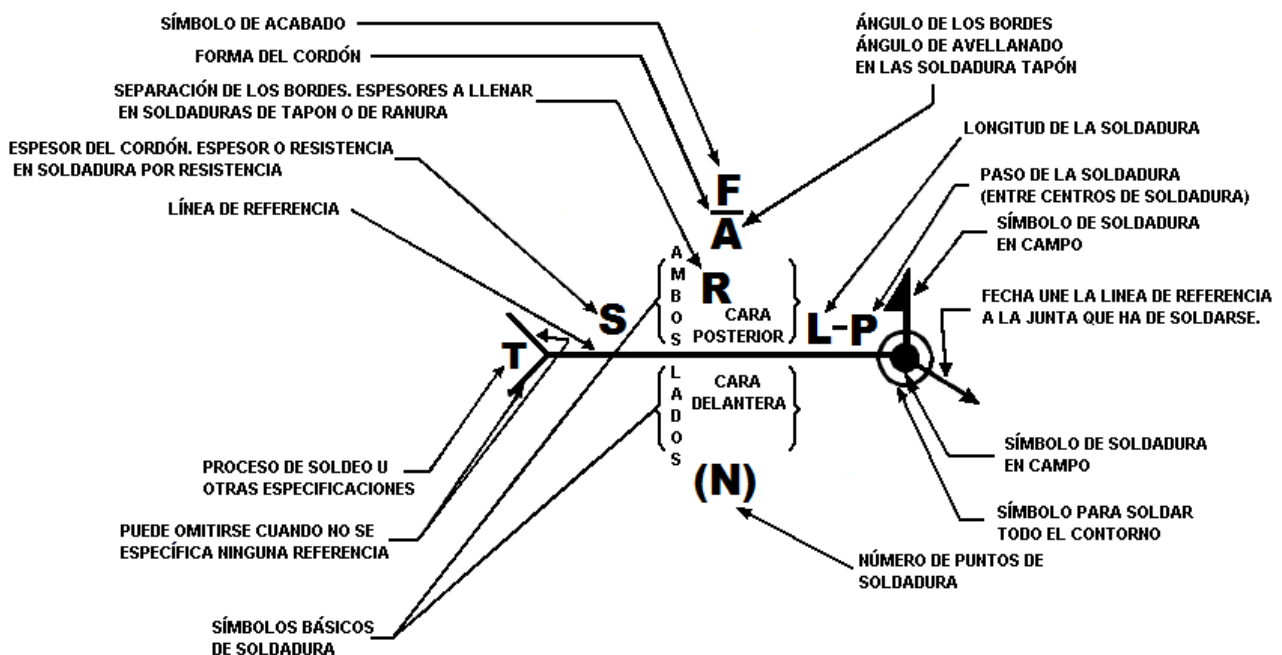 SÍMBOLO DE ACABADO
FORMA DEL CORDÓN
SEPARACIÓN DE LOS BORDES. ESPESORES A LLENAR
EN SOLDADURAS DE TAPON O DE RANURA
ESPESOR DEL CORDÓN. ESPESOR O RESISTENCIA
EN SOLDADURA POR RESISTENCIA
LÍNEA DE REFERENCIA
ÁNGULO DE LOS BORDES
ÁNGULO DE AVELLANADO
EN LAS SOLDADURA TAPÓN
LONGITUD DE LA SOLDADURA
PASO DE LA SOLDADURA
(ENTRE CENTROS DE SOLDADURA)
SÍMBOLO DE SOLDADURA
EN CAMPO
FECHA UNE LA LINEA DE REFERENCIA
A LA JUNTA QUE HA DE SOLDARSE.
F
A
R
S
AMBOS
CARA
POSTERIOR
L-P
T
LADOS
CARA
DELANTERA
(N)
PROCESO DE SOLDEO U
OTRAS ESPECIFICACIONES
PUEDE OMITIRSE CUANDO NO SE
ESPECÍFICA NINGUNA REFERENCIA
SÍMBOLOS BÁSICOS
DE SOLDADURA
SÍMBOLO DE SOLDADURA
EN CAMPO
SÍMBOLO PARA SOLDAR
TODO EL CONTORNO
NÚMERO DE PUNTOS DE
SOLDADURA